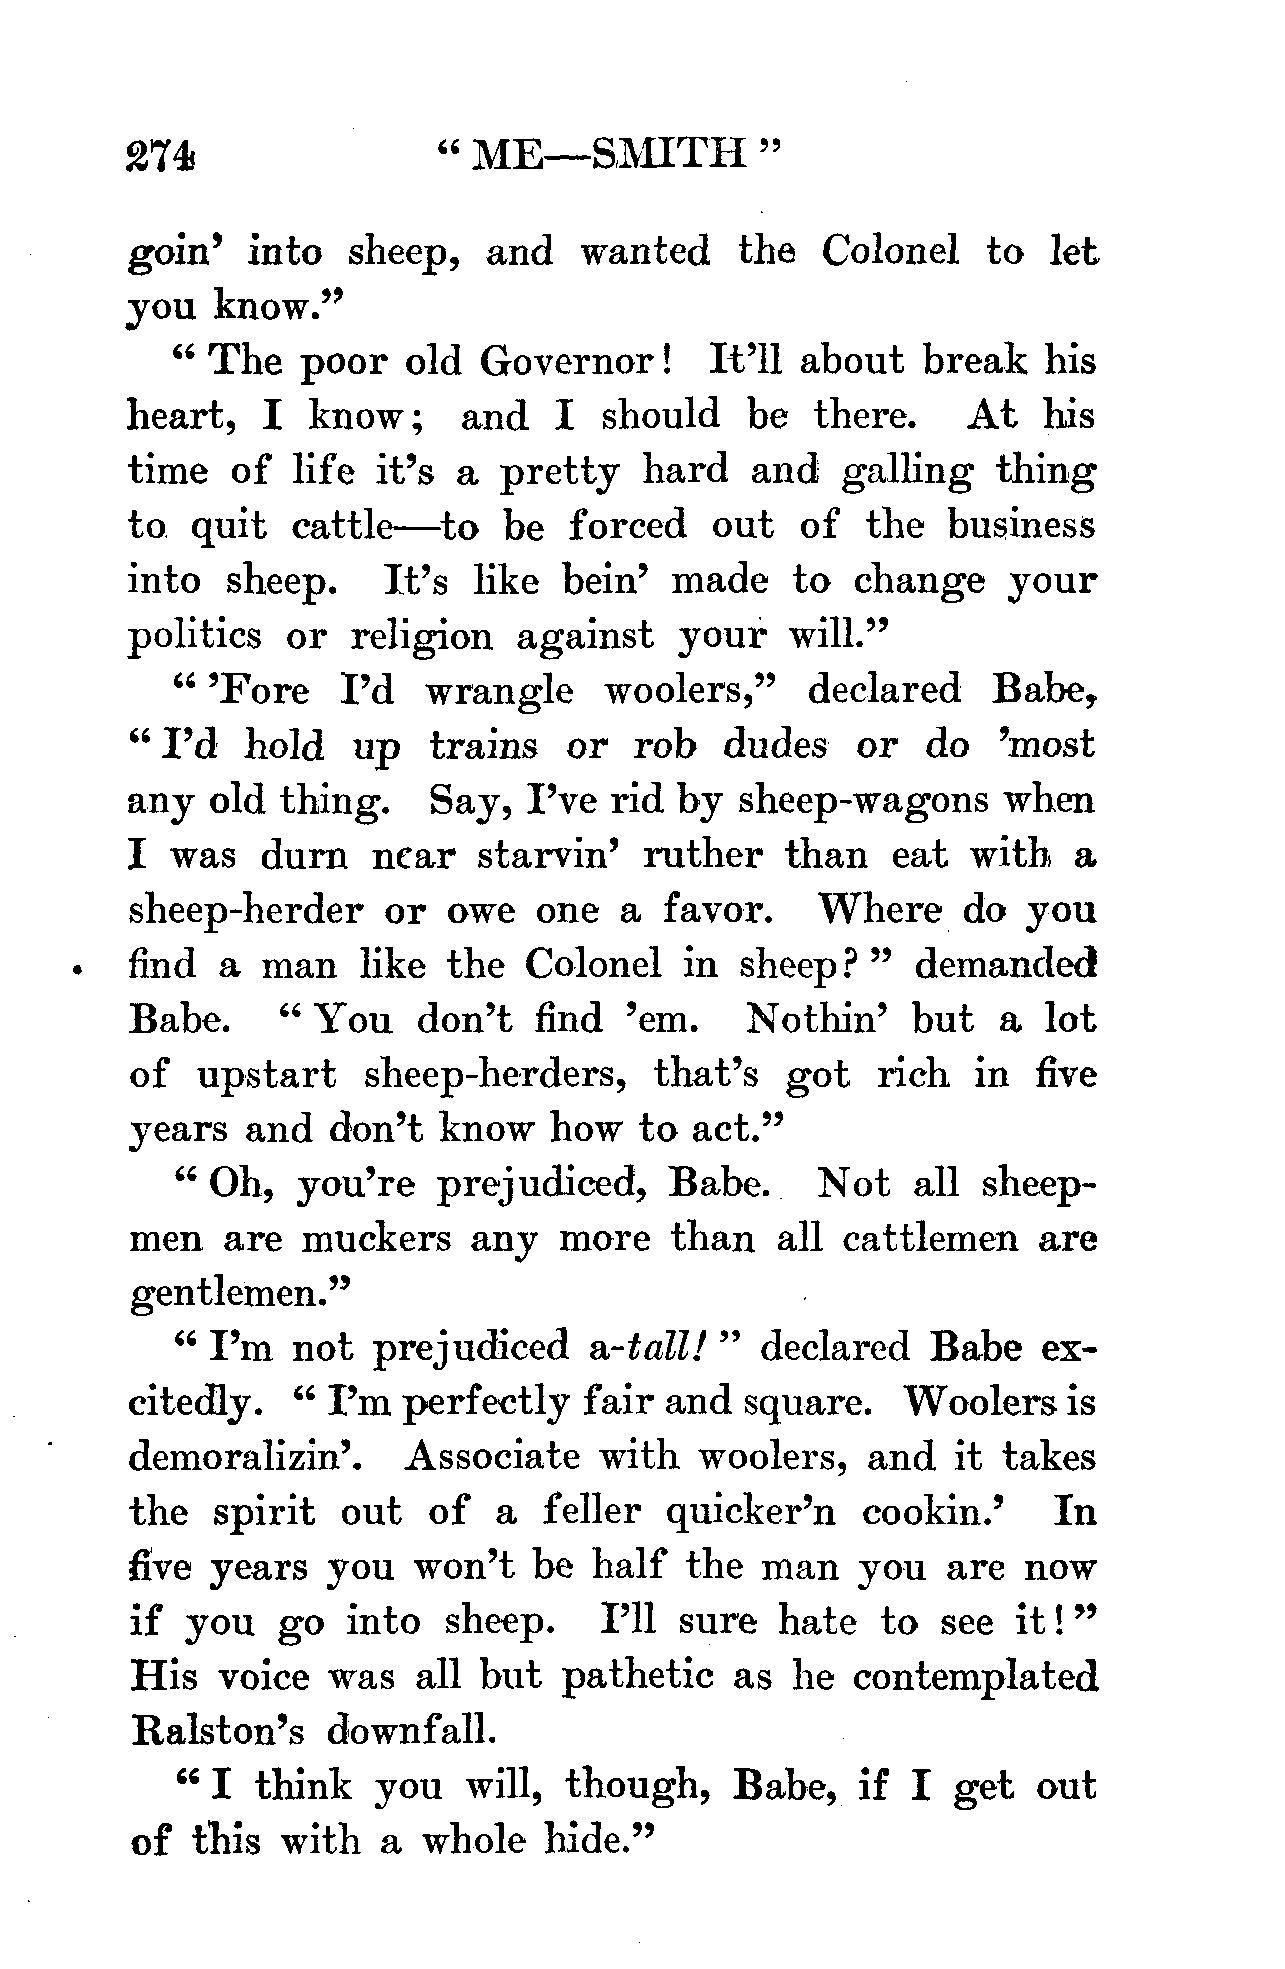 274 “ ME—SMITH ”
goin’ into sheep, and wanted the Colonel to let
you know.”
“ The poor old Governor! It’ll about break his
heart, I know; and I should be there. At his
time of life it’s a pretty hard and galling thing
to quit cattle—to be forced out of the business
into sheep. It’s like bein’ made to change your
politics or religion against your will.”
“ ’Fore I’d wrangle woolers,” declared Babe,
“ I’d hold up trains or rob dudes or do ’most
any old thing. Say, I’ve rid by sheep-wagons when
I was durn near starvin’ ruther than eat with a
sheep-herder or owe one a favor. Where do you
find a man like the Colonel in sheep? ” demanded
Babe. “ You don’t find ’em. Nothin’ but a lot
of upstart sheep-herders, that’s got rich in five
years and don’t know how to act.”
“ Oh, you’re prejudiced, Babe. Not all sheep-
men are muckers any more than all cattlemen are
gentlemen.”
“ I’m not prejudiced a-tall! ” declared Babe ex-
citedly. “ I’m perfectly fair and square. Woolers is
demoralizin’. Associate with woolers, and it takes
the spirit out of a feller quicker’n cookin.’ In
five years you won’t be half the man you are now
if you go into sheep. I’ll sure hate to see it! ”
His voice was all but pathetic as he contemplated
Ralston’s downfall.
“ I think you will, though, Babe, if I get out
of this with a whole hide.”